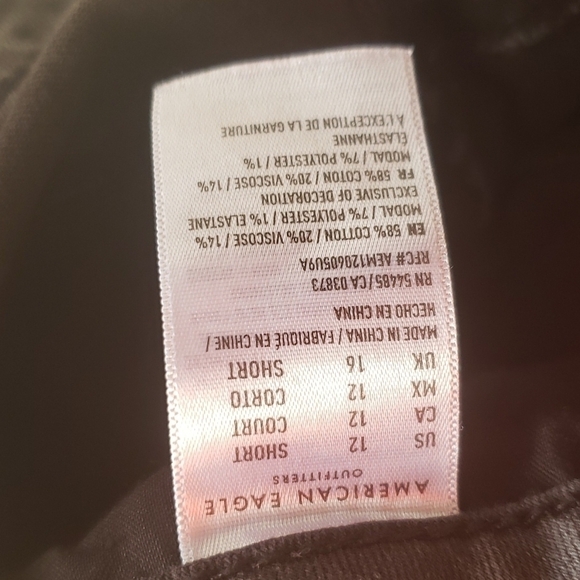 AMERICAN EAGLE
OUTFITTERS
US 12 SHORT
CA 12 COURT
MX 12 CORTO
UK 16 SHORT
MADE IN CHINA / FABRIQUÉ EN CHINE /
HECHO EN CHINA
RN 54485/CA 03873
RFC# AEM120605U9A
EN 58% COTTON / 20% VISCOSE / 14%
MODAL / 7% POLYESTER / 1% ELASTANE
EXCLUSIVE OF DECORATION
FR 58% COTON / 20% VISCOSE / 14%
MODAL / 7% POLYESTER / 1%
ÉLASTHANNE
À L'EXCEPTION DE LA GARNITURE